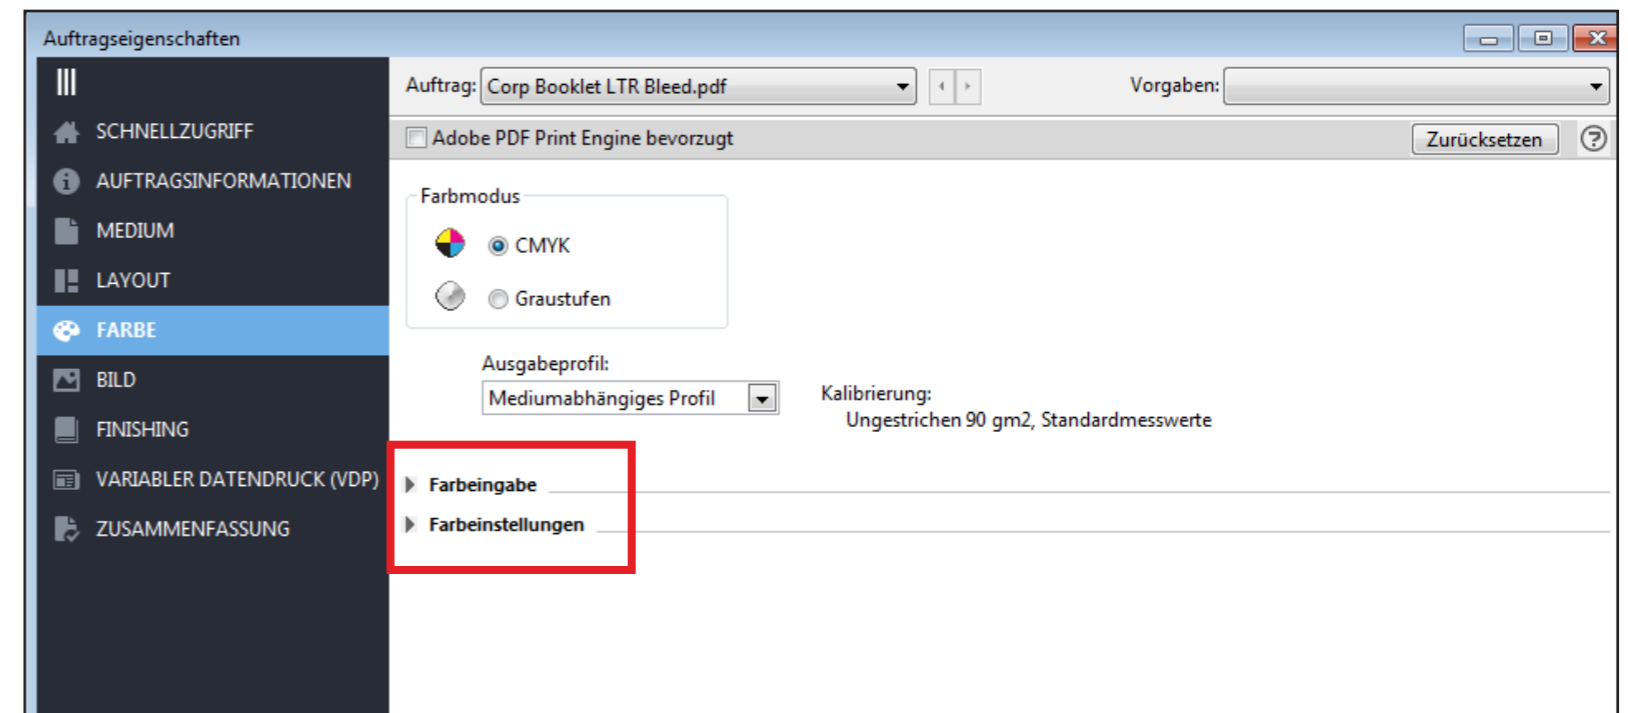 Auftragseigenschaften
Auftrag: Corp Booklet LTR Bleed.pdf Vorgaben:
Adobe PDF Print Engine bevorzugt Zurücksetzen ?
SCHNELLZUGRIFF
AUFTRAGSINFORMATIONEN
MEDIUM
LAYOUT
FARBE
BILD
FINISHING
VARIABLER DATENDRUCK (VDP)
ZUSAMMENFASSUNG
Farbmodus
CMYK
Graustufen
Ausgabeprofil:
Mediumabhängiges Profil
Kalibrierung:
Ungestrichen 90 gm2, Standardmesswerte
Farbeingabe
Farbeinstellungen